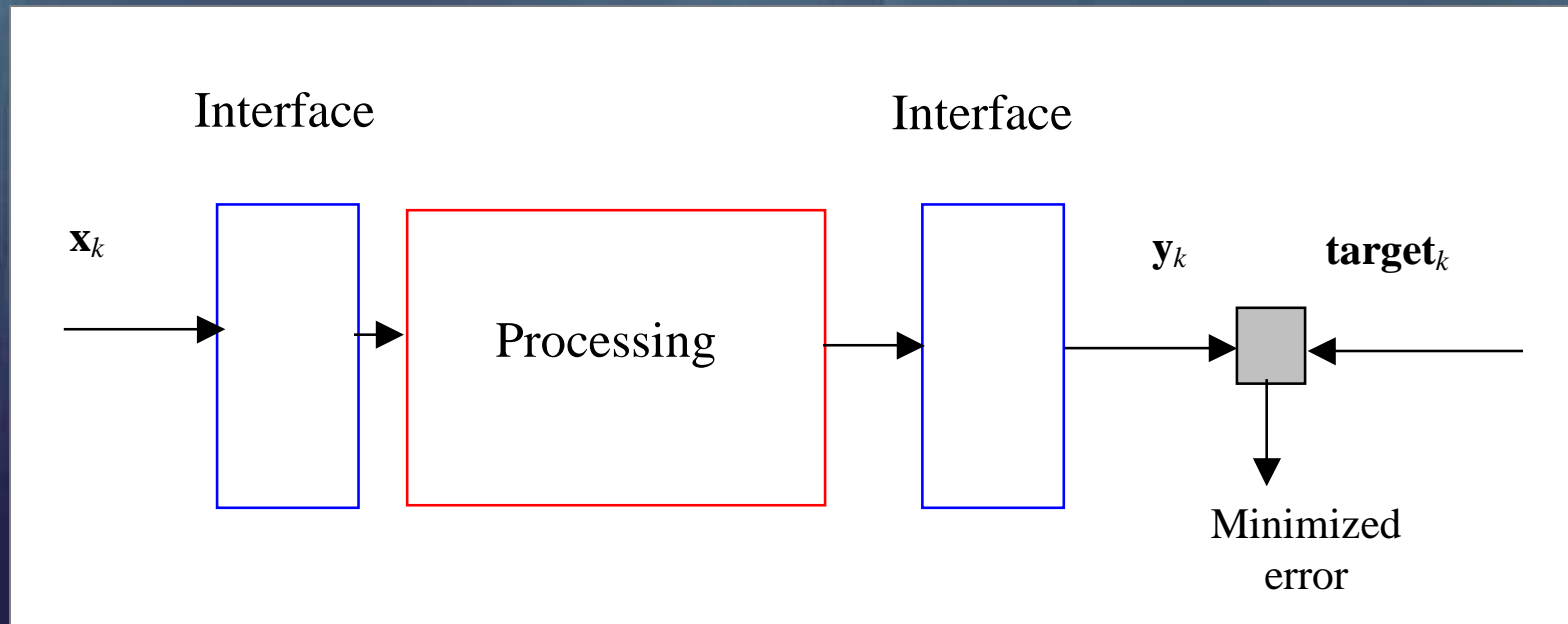 Interface
Interface
x_k
y_k
target_k
Processing
Minimized
error